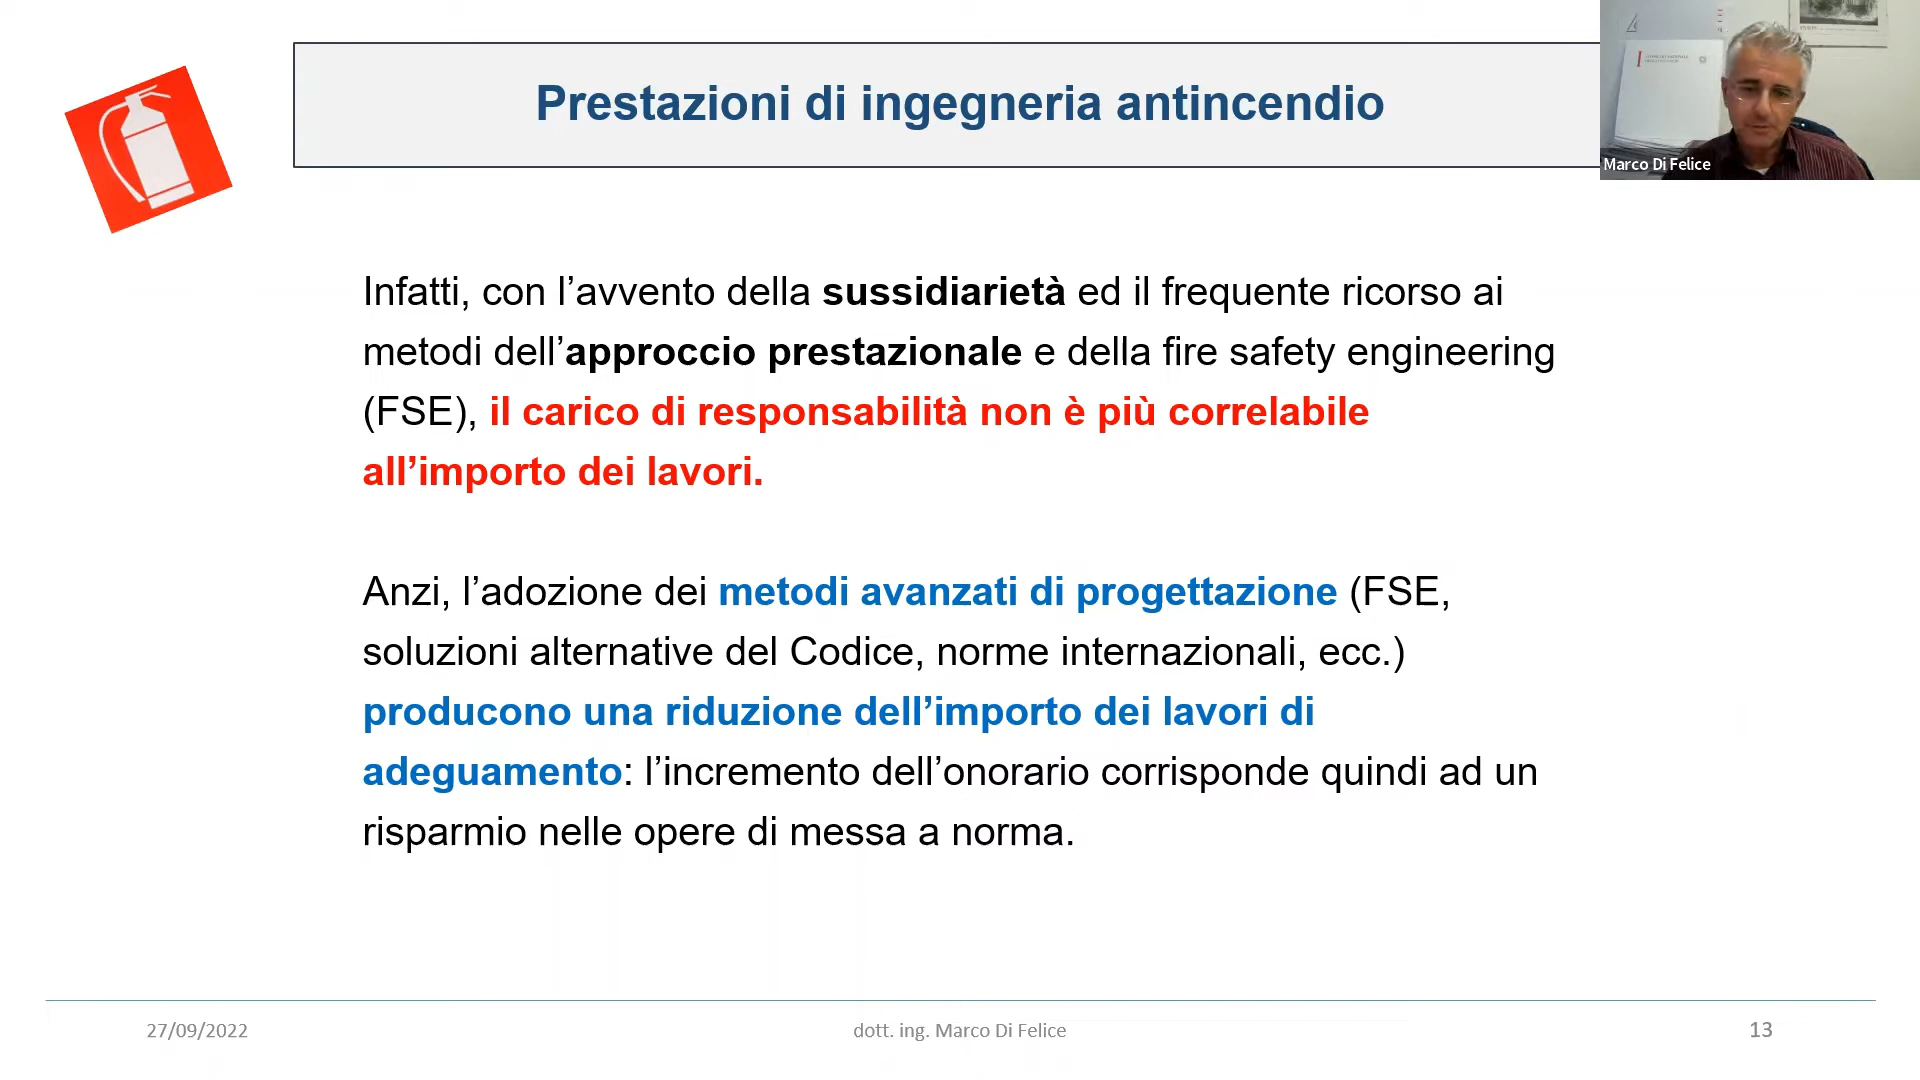 Prestazioni di ingegneria antincendio
Marco Di Felice
Infatti, con l’avvento della sussidiarietà ed il frequente ricorso ai
metodi dell’approccio prestazionale e della fire safety engineering
(FSE), il carico di responsabilità non è più correlabile
all’importo dei lavori.
Anzi, l’adozione dei metodi avanzati di progettazione (FSE,
soluzioni alternative del Codice, norme internazionali, ecc.)
producono una riduzione dell’importo dei lavori di
adeguamento: l’incremento dell’onorario corrisponde quindi ad un
risparmio nelle opere di messa a norma.
27/09/2022
dott. ing. Marco Di Felice
13